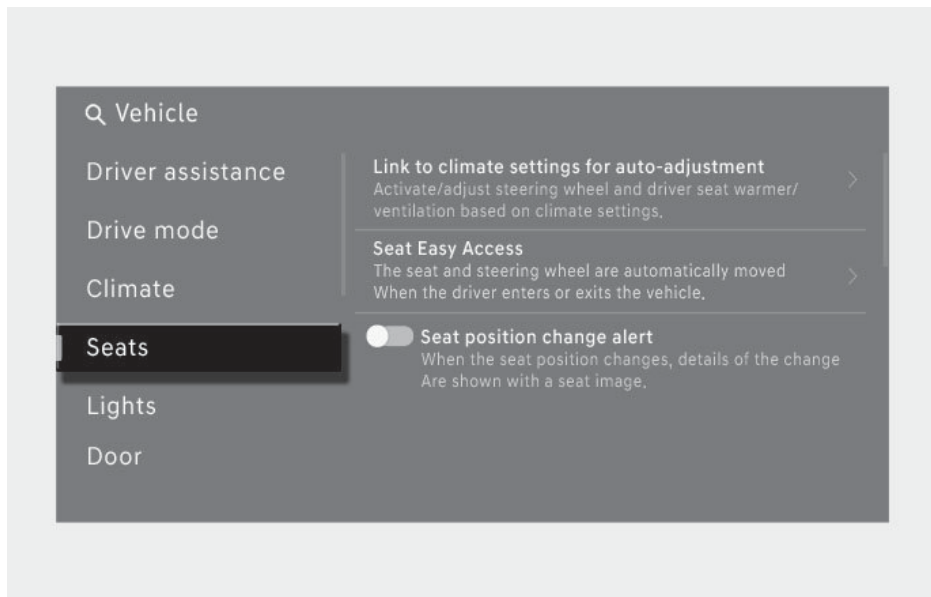 Vehicle
Driver assistance
Drive mode
Climate
Seats
Lights
Door
Link to climate settings for auto-adjustment
Activate/adjust steering wheel and driver seat warmer/
ventilation based on climate settings.
Seat Easy Access
The seat and steering wheel are automatically moved
When the driver enters or exits the vehicle.
Seat position change alert
When the seat position changes, details of the change
Are shown with a seat image.